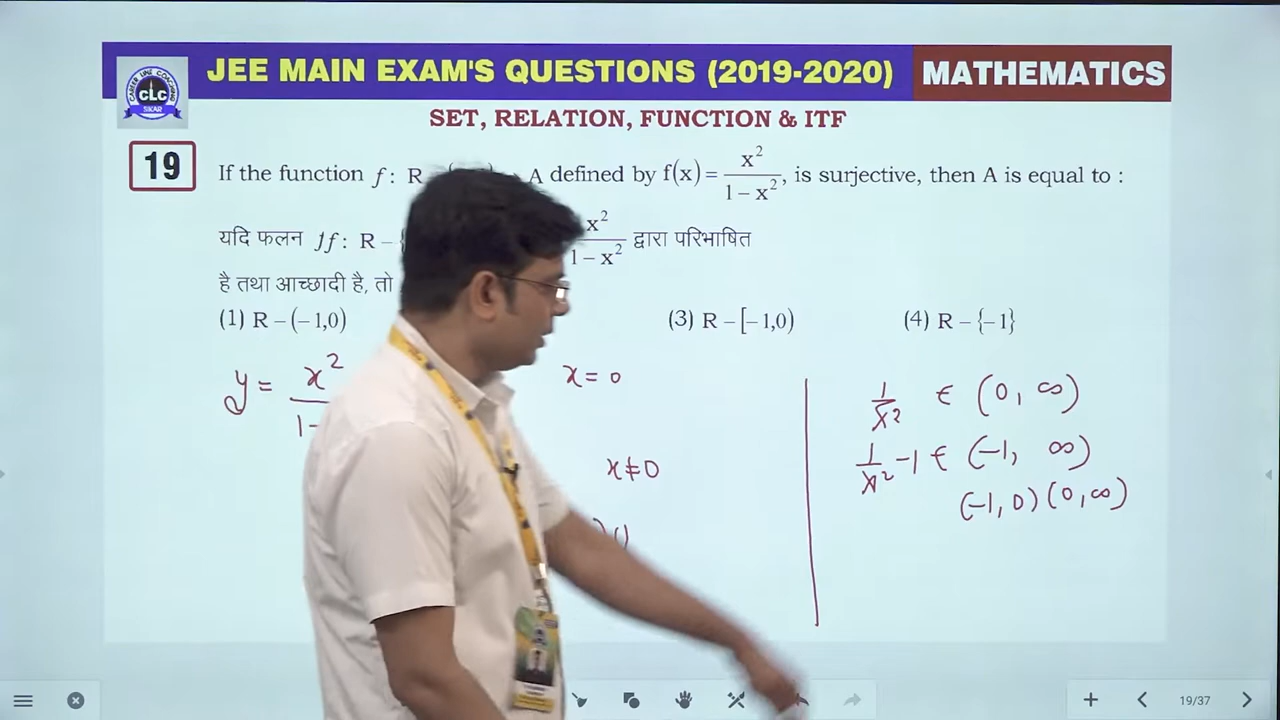 JEE MAIN EXAM'S QUESTIONS (2019-2020) MATHEMATICS
CLC
SIKAR
SET, RELATION, FUNCTION & ITF
19
If the function f : R A defined by f(x) = x²/(1 – x²), is surjective, then A is equal to :
यदि फलन jf : R – x²/(1 – x²) द्वारा परिभाषित
है तथा आच्छादी है, तो
(1) R – (– 1,0) (3) R – [– 1,0) (4) R – {– 1}
y = x² / 1- x = 0
1/x² ∈ (0, ∞)
x ≠ 0
1/x² - 1 ∈ (-1, ∞)
(-1, 0) (0, ∞)
19/37